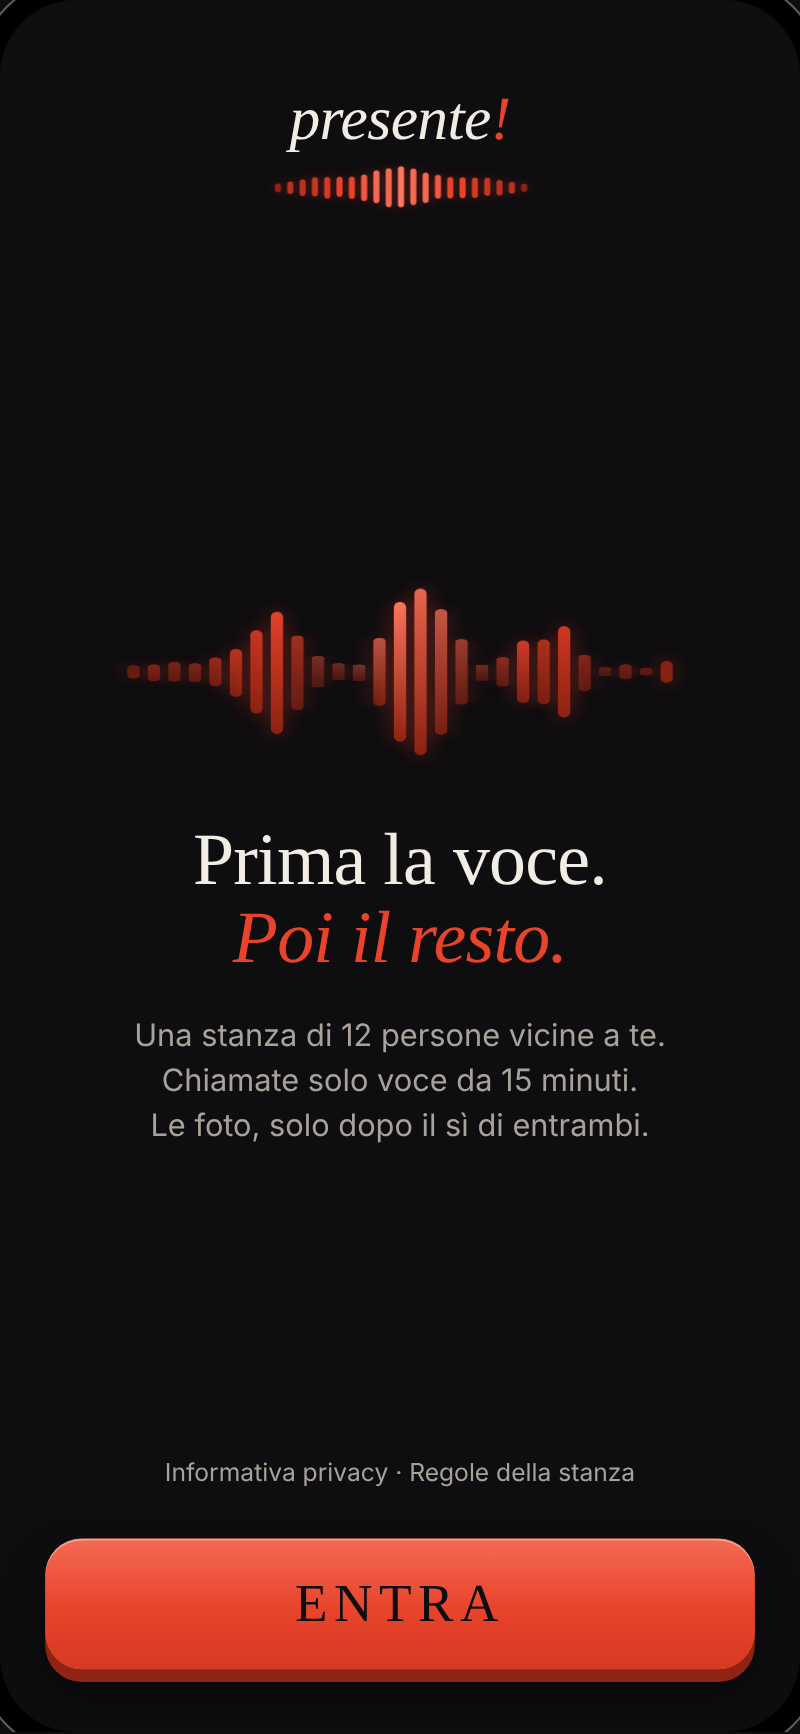 presente!
Prima la voce.
Poi il resto.
Una stanza di 12 persone vicine a te.
Chiamate solo voce da 15 minuti.
Le foto, solo dopo il sì di entrambi.
Informativa privacy · Regole della stanza
ENTRA